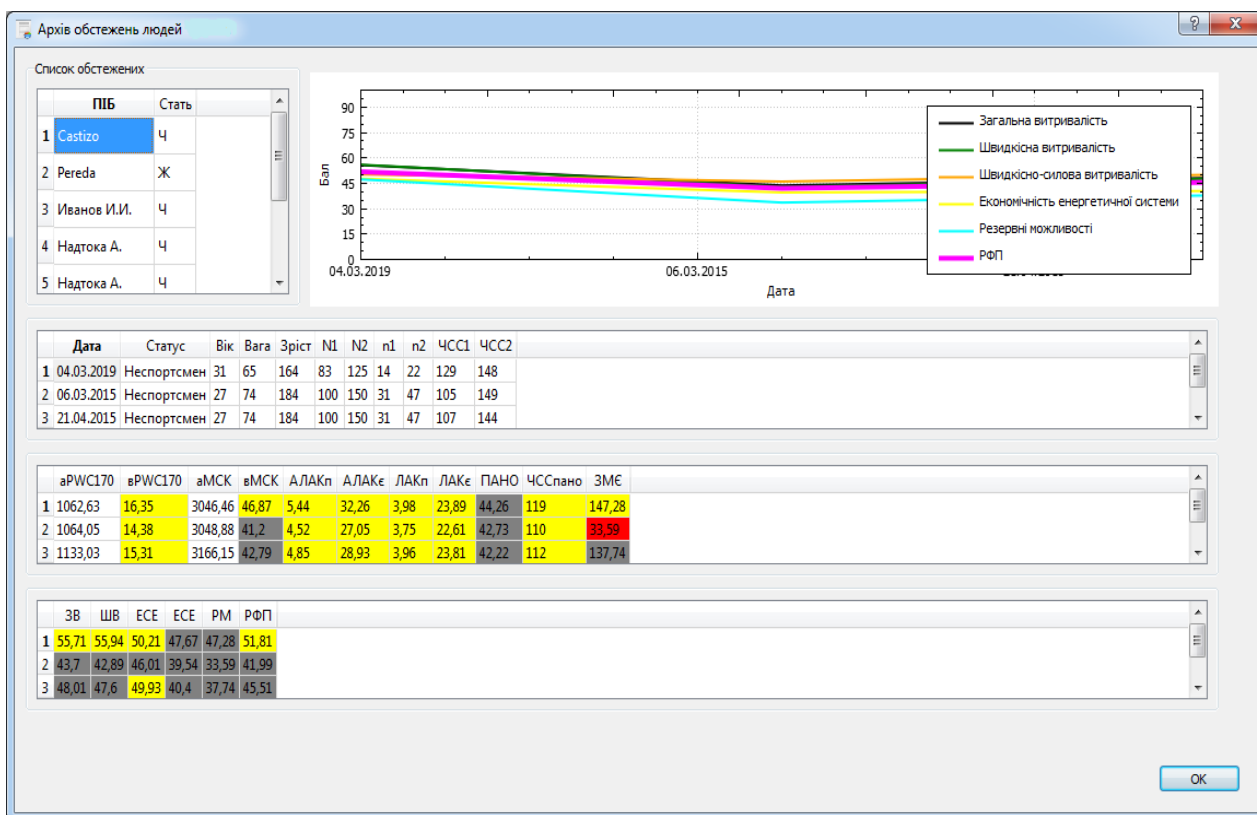 Архів обстежень людей
Список обстежених
ПІБ Стать
1 Castizo Ч
2 Pereda Ж
3 Иванов И.И. Ч
4 Надтока А. Ч
5 Надтока А. Ч
90
75
60
45
30
15
0
Бал
04.03.2019 06.03.2015
Дата
Загальна витривалість
Швидкісна витривалість
Швидкісно-силова витривалість
Економічність енергетичної системи
Резервні можливості
РФП
Дата Статус Вік Вага Зріст N1 N2 n1 n2 ЧСС1 ЧСС2
1 04.03.2019 Неспортсмен 31 65 164 83 125 14 22 129 148
2 06.03.2015 Неспортсмен 27 74 184 100 150 31 47 105 149
3 21.04.2015 Неспортсмен 27 74 184 100 150 31 47 107 144
аPWC170 вPWC170 аМСК вМСК АЛАКп АЛАКє ЛАКп ЛАКє ПАНО ЧССпано ЗМЄ
1 1062,63 16,35 3046,46 46,87 5,44 32,26 3,98 23,89 44,26 119 147,28
2 1064,05 14,38 3048,88 41,2 4,52 27,05 3,75 22,61 42,73 110 33,59
3 1133,03 15,31 3166,15 42,79 4,85 28,93 3,96 23,81 42,22 112 137,74
ЗВ ШВ ЕСЕ ЕСЕ РМ РФП
1 55,71 55,94 50,21 47,67 47,28 51,81
2 43,7 42,89 46,01 39,54 33,59 41,99
3 48,01 47,6 49,93 40,4 37,74 45,51
OK